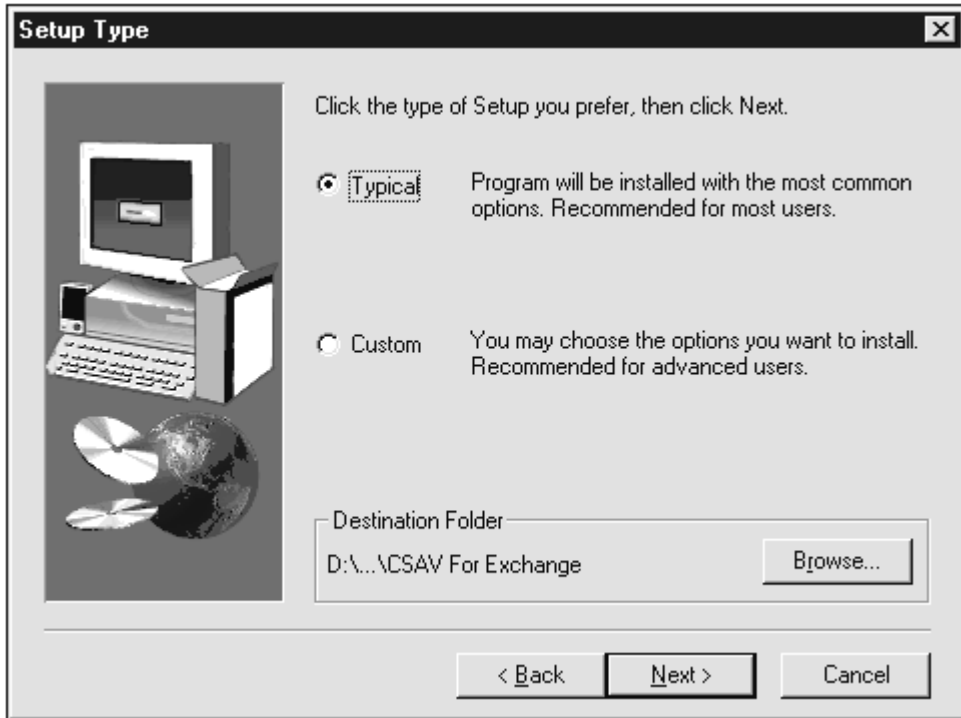 Setup Type
Click the type of Setup you prefer, then click Next.
Typical
Program will be installed with the most common
options. Recommended for most users.
Custom
You may choose the options you want to install.
Recommended for advanced users.
Destination Folder
D:\...\CSAV For Exchange
Browse...
< Back
Next >
Cancel